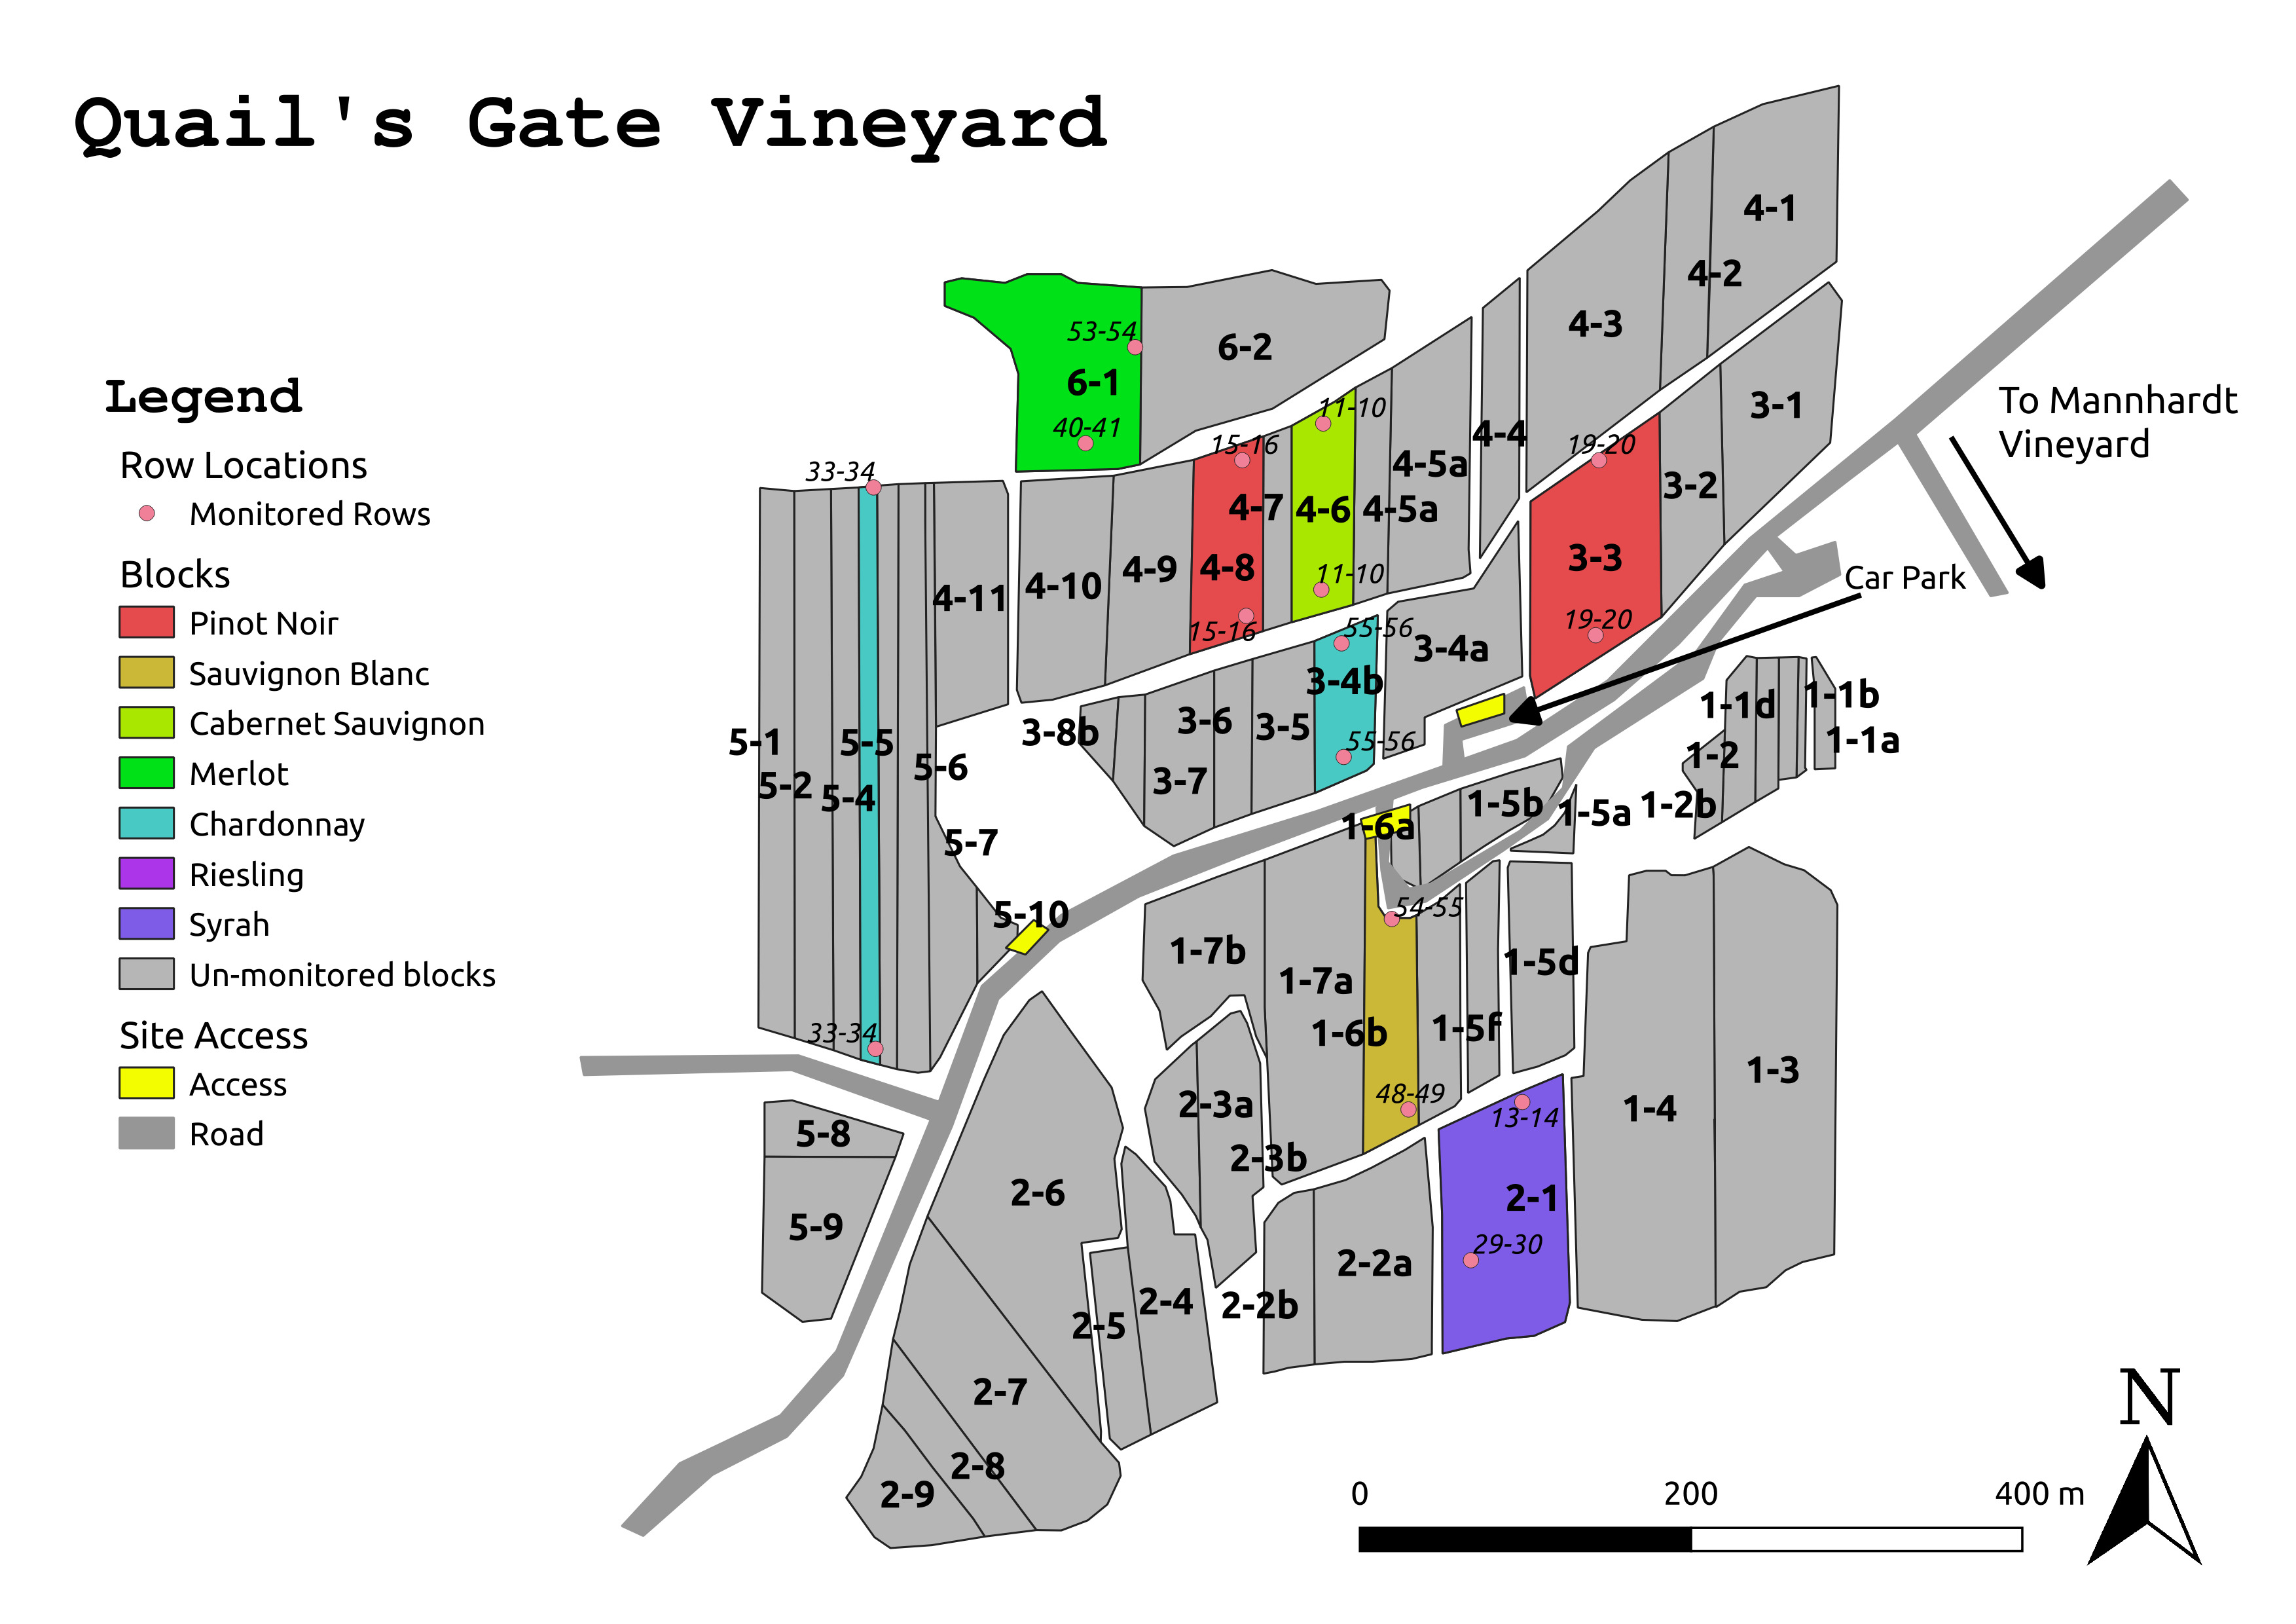 Quail's Gate Vineyard
Legend
Row Locations
Monitored Rows
Blocks
Pinot Noir
Sauvignon Blanc
Cabernet Sauvignon
Merlot
Chardonnay
Riesling
Syrah
Un-monitored blocks
Site Access
Access
Road
4-1
4-2
4-3
53-54
6-2
6-1
To Mannhardt
Vineyard
3-1
11-10
40-41
4-4
15-16
19-20
4-5a
33-34
3-2
4-7
4-6
4-5a
3-3
4-9
4-8
11-10
Car Park
4-10
4-11
19-20
55-56
15-16
3-4a
3-4b
1-1b
1-1d
3-6
3-5
3-8b
5-1
5-5
55-56
1-1a
1-2
5-6
3-7
5-2
5-4
1-5b
1-2b
1-5a
1-6a
5-7
54-55
5-10
1-7b
1-5d
1-7a
1-6b
1-5f
33-34
1-3
48-49
2-3a
1-4
13-14
5-8
2-3b
2-6
2-1
5-9
29-30
2-2a
2-4
2-2b
2-5
2-7
2-8
2-9
N
0
200
400 m